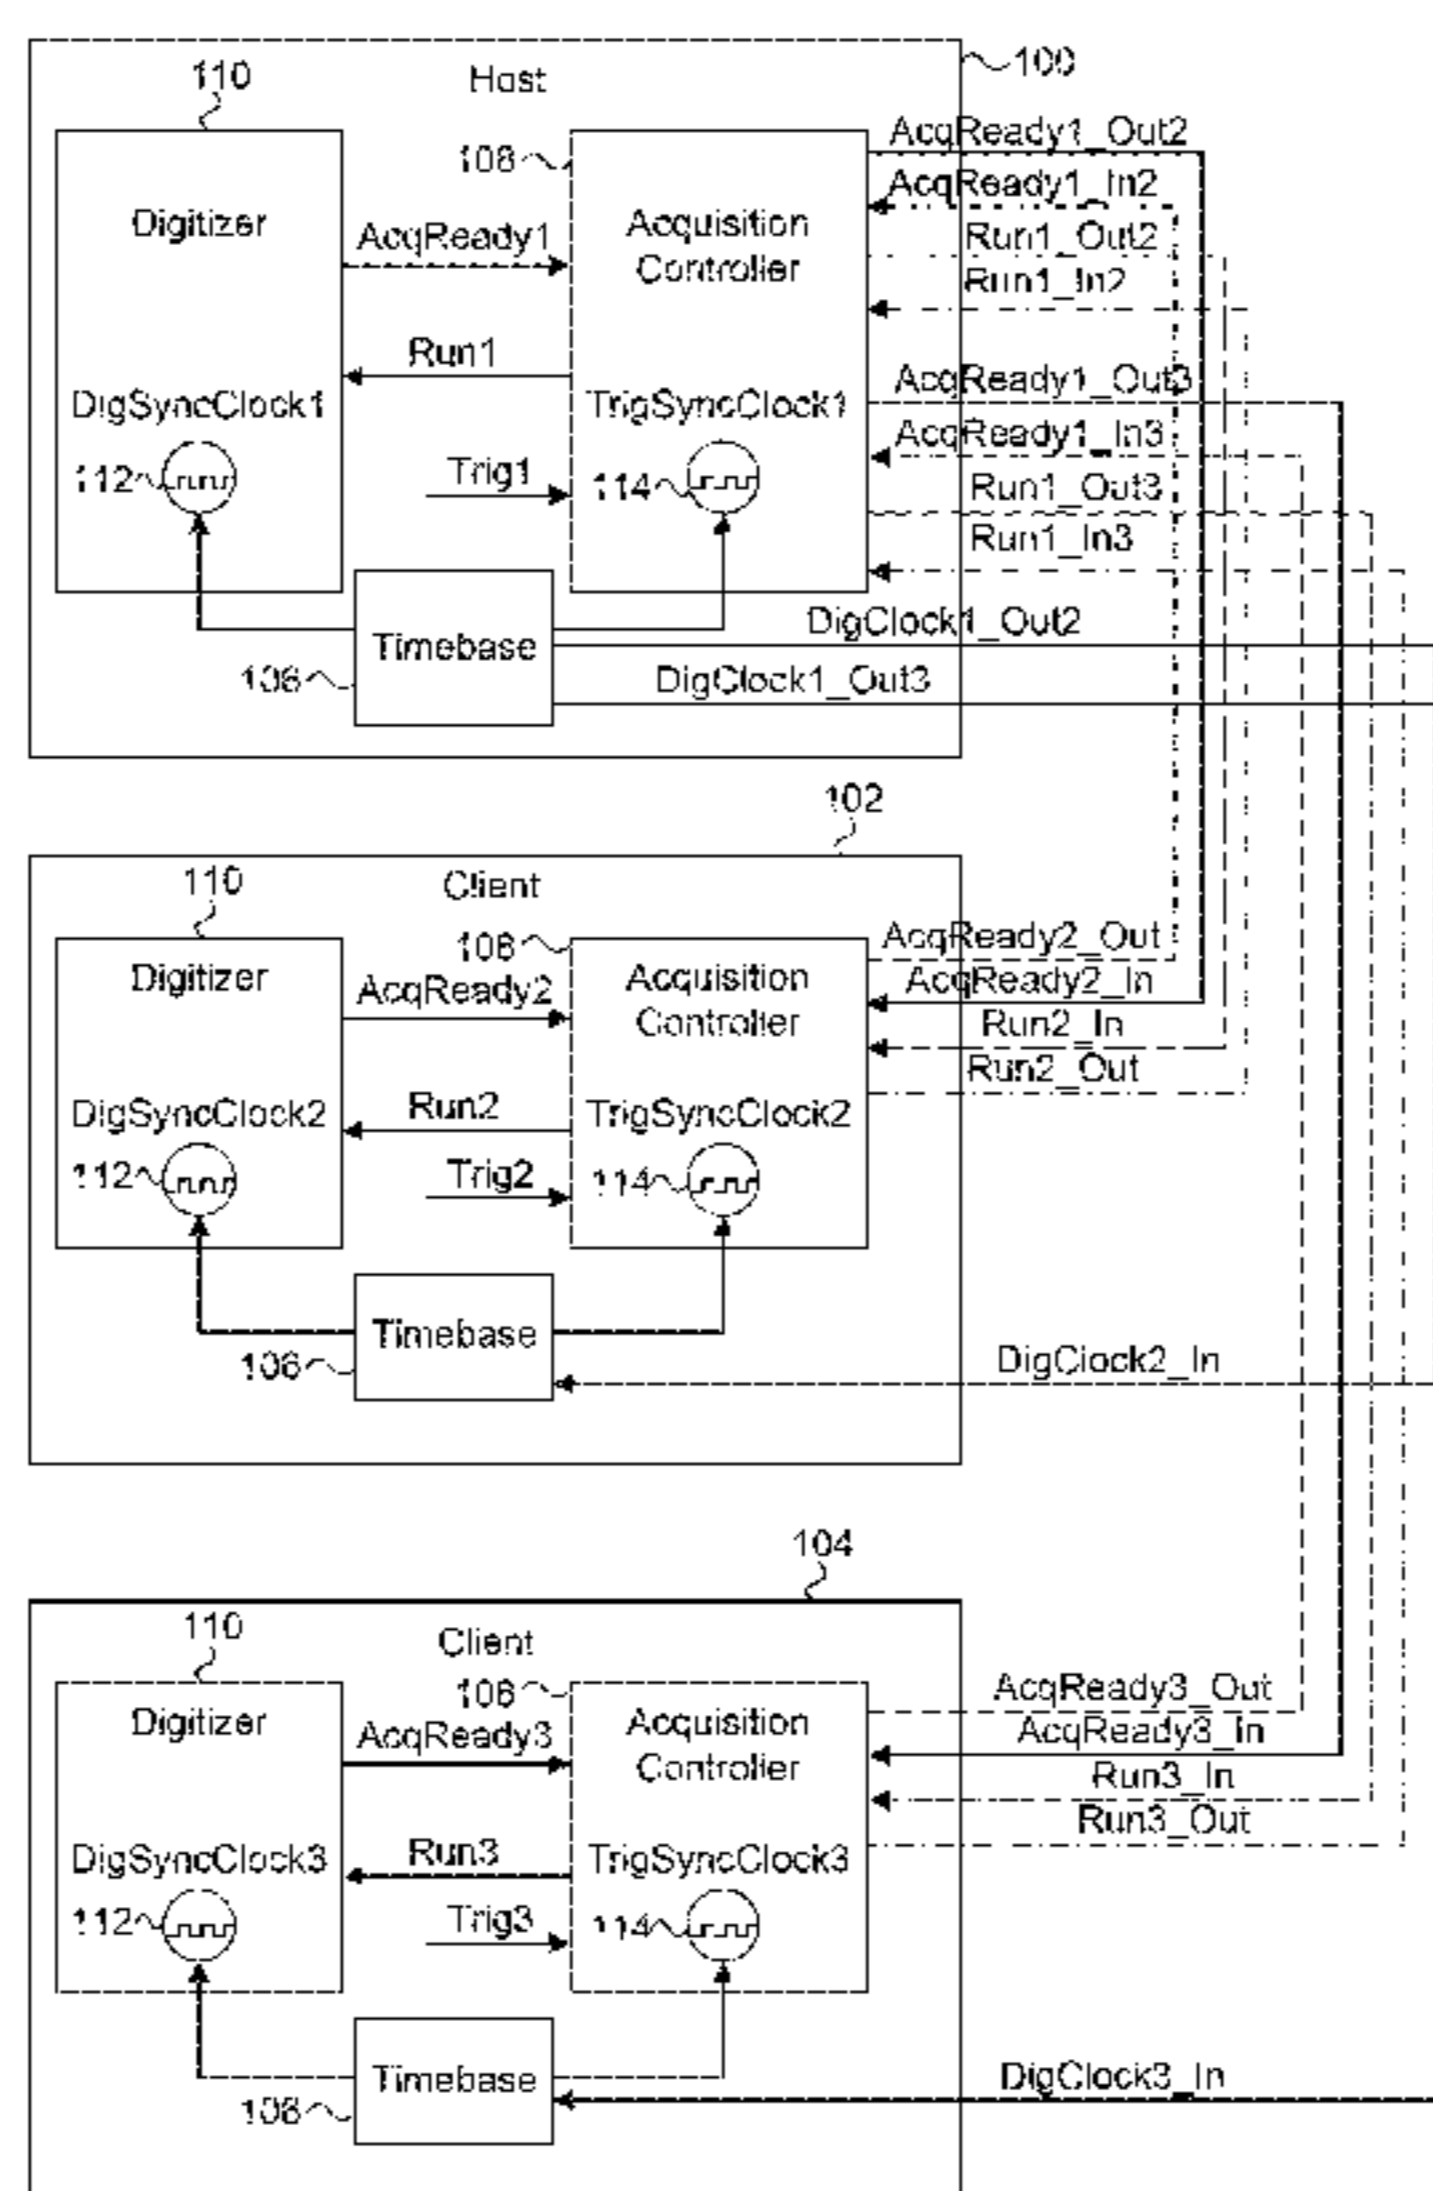 Host
100
110
108
Digitizer
AcqReady1
Acquisition
Controller
Run1
DigSyncClock1
TrigSyncClock1
112
Trig1
114
Timebase
106
AcqReady1_Out2
AcqReady1_In2
Run1_Out2
Run1_In2
AcqReady1_Out3
AcqReady1_In3
Run1_Out3
Run1_In3
DigClock1_Out2
DigClock1_Out3
102
Client
110
108
Digitizer
AcqReady2
Acquisition
Controller
Run2
DigSyncClock2
TrigSyncClock2
112
Trig2
114
Timebase
106
AcqReady2_Out
AcqReady2_In
Run2_In
Run2_Out
DigClock2_In
104
Client
110
108
Digitizer
AcqReady3
Acquisition
Controller
Run3
DigSyncClock3
TrigSyncClock3
112
Trig3
114
Timebase
106
AcqReady3_Out
AcqReady3_In
Run3_In
Run3_Out
DigClock3_In